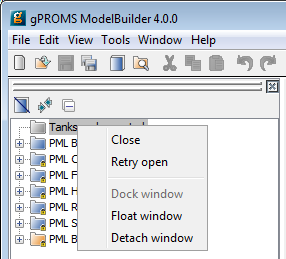 gPROMS ModelBuilder 4.0.0
File Edit View Tools Window Help
Tanks
PML B
PML C
PML F
PML H
PML R
PML S
PML B
Close
Retry open
Dock window
Float window
Detach window